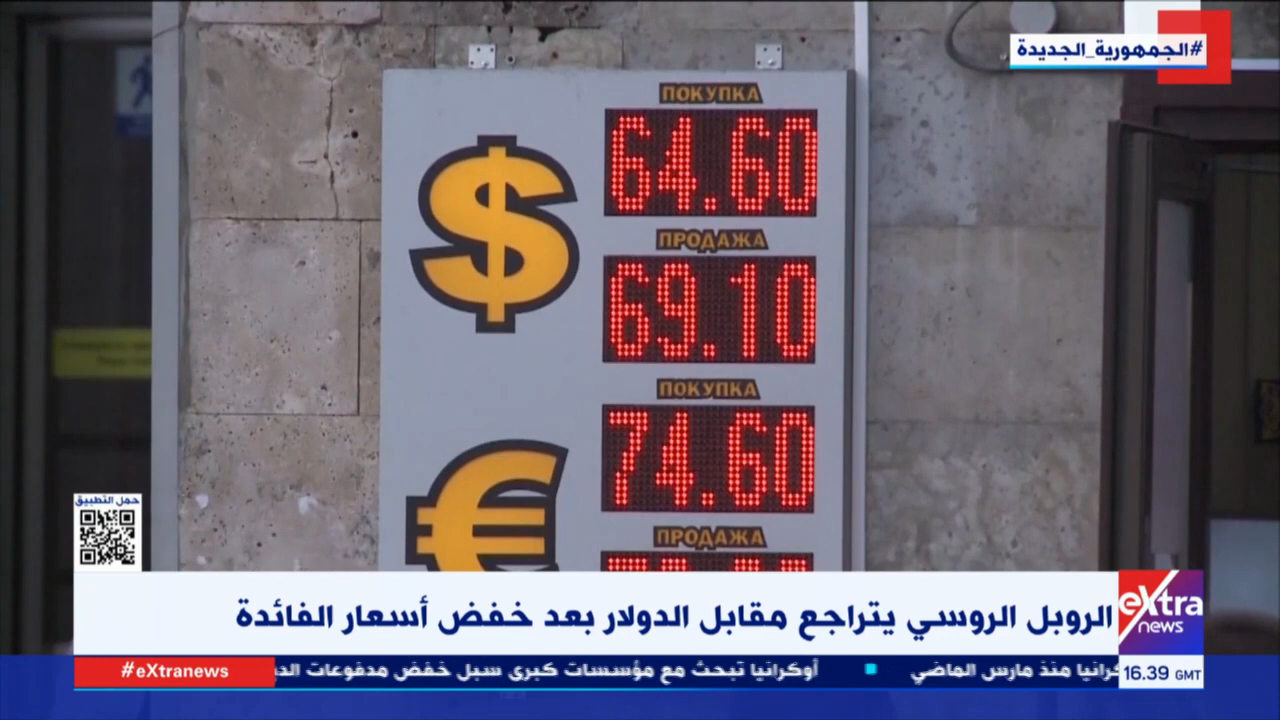 #الجمهورية_الجديدة
ПОКУПКА
64.60
$
ПРОДАЖА
69.10
ПОКУПКА
74.60
€
ПРОДАЖА
حمل التطبيق
الروبل الروسي يتراجع مقابل الدولار بعد خفض أسعار الفائدة
eXtra
news
#eXtranews
كرانيا منذ مارس الماضي
أوكرانيا تبحث مع مؤسسات كبرى سبل خفض مدفوعات
16.39 GMT